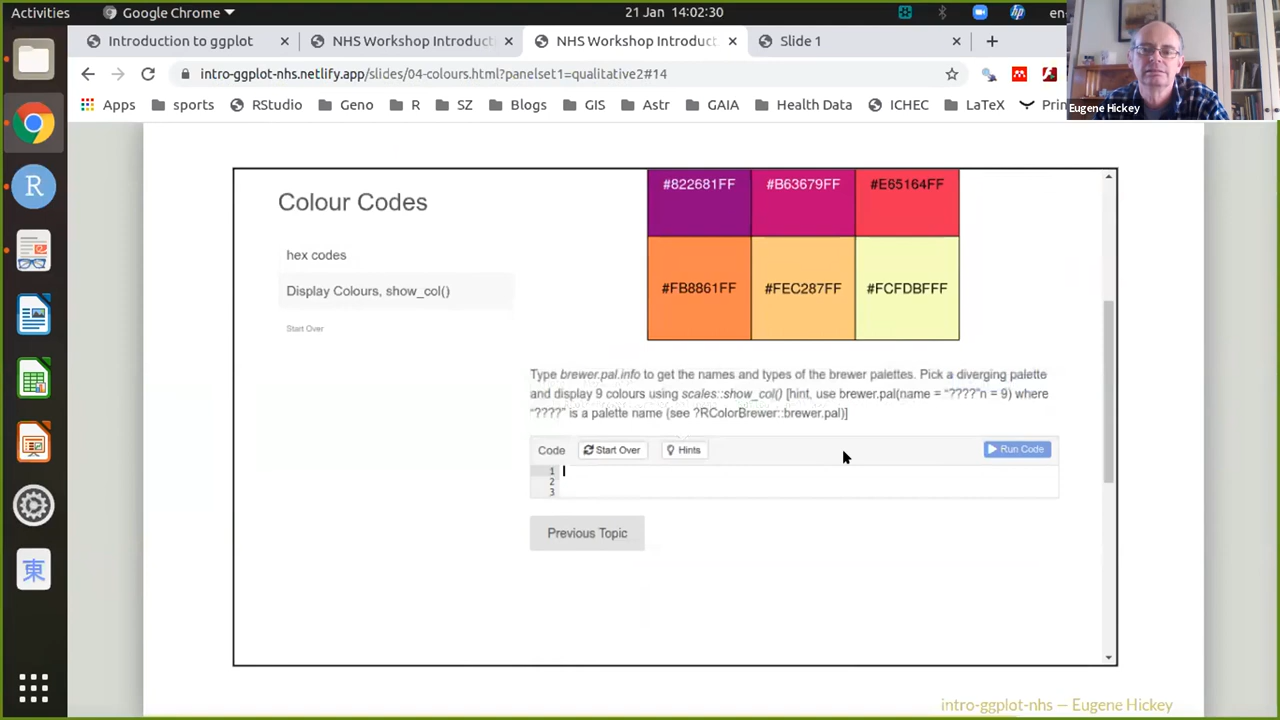 Activities
Google Chrome
21 Jan 14:02:30
en
Introduction to ggplot
NHS Workshop Introduct
NHS Workshop Introduct
Slide 1
intro-ggplot-nhs.netlify.app/slides/04-colours.html?panelset1=qualitative2#14
Apps
sports
RStudio
Geno
R
SZ
Blogs
GIS
Astr
GAIA
Health Data
ICHEC
LaTeX
Prin
Eugene Hickey
Colour Codes
hex codes
Display Colours, show_col()
Start Over
#822681FF
#B63679FF
#E65164FF
#FB8861FF
#FEC287FF
#FCFDBFFF
Type brewer.pal.info to get the names and types of the brewer palettes. Pick a diverging palette
and display 9 colours using scales::show_col() [hint, use brewer.pal(name = “????”n = 9) where
“????” is a palette name (see ?RColorBrewer::brewer.pal)]
Code
Start Over
Hints
Run Code
1
2
3
Previous Topic
intro-ggplot-nhs — Eugene Hickey
R
hp
東